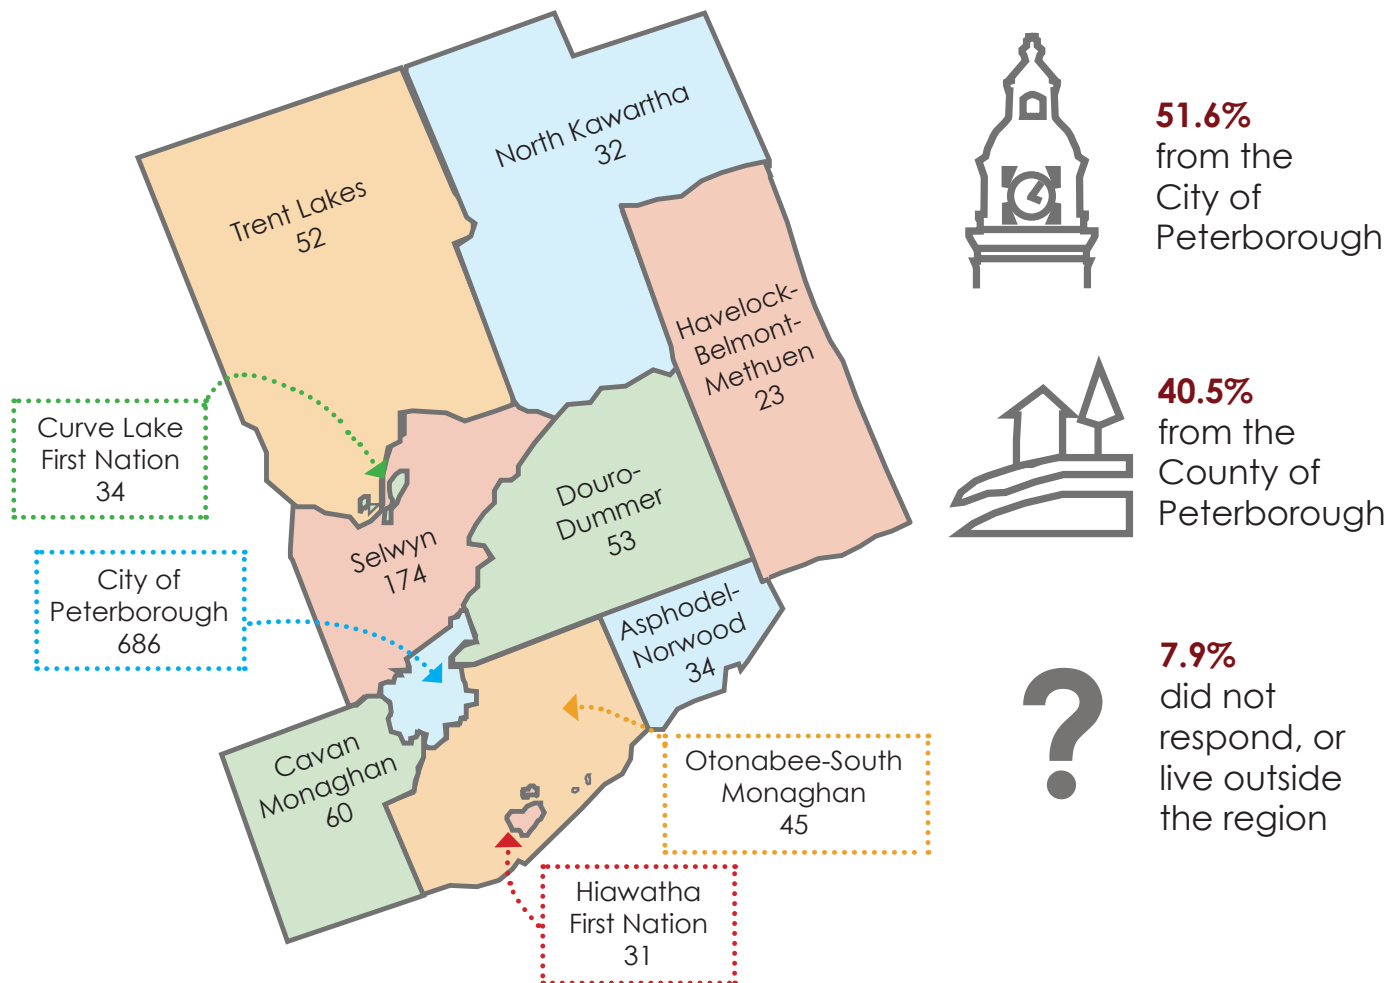 North Kawartha
32
Trent Lakes
52
Havelock-
Belmont-
Methuen
23
Curve Lake
First Nation
34
Douro-
Dummer
53
Selwyn
174
City of
Peterborough
686
Asphodel-
Norwood
34
Cavan
Monaghan
60
Otonabee-South
Monaghan
45
Hiawatha
First Nation
31
51.6%
from the
City of
Peterborough
40.5%
from the
County of
Peterborough
?
7.9%
did not
respond, or
live outside
the region